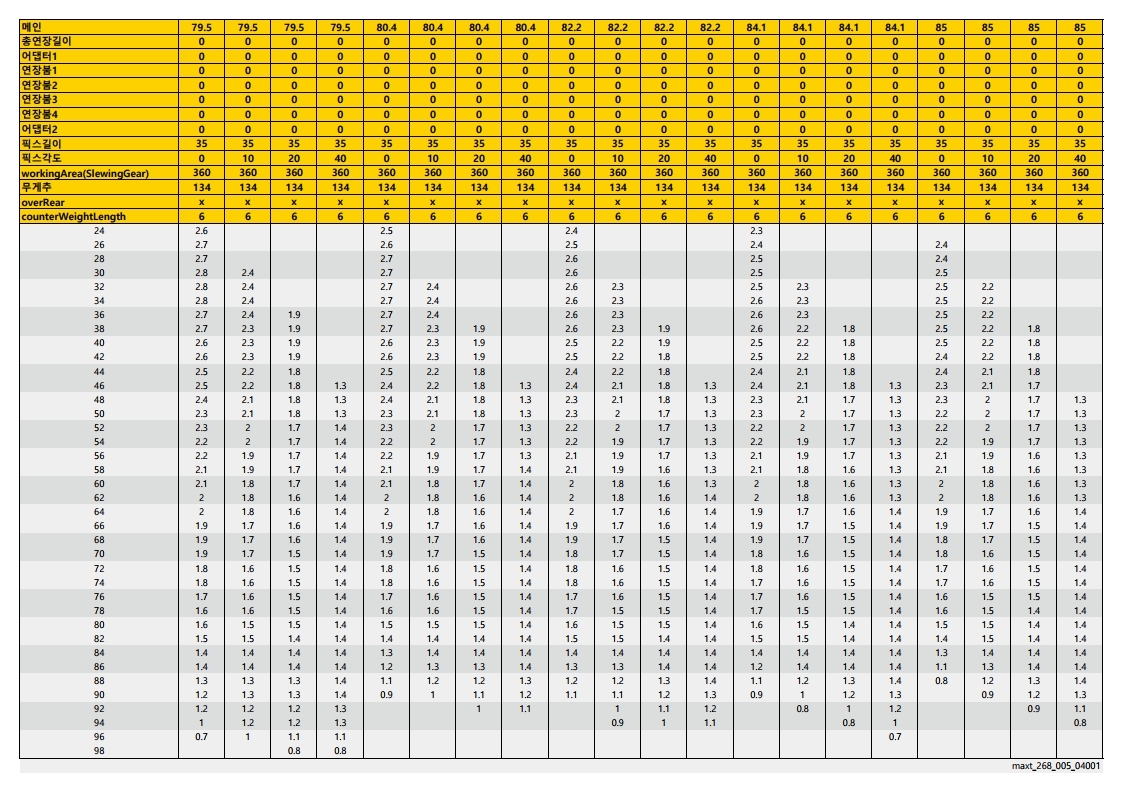 메인 79.5 79.5 79.5 79.5 80.4 80.4 80.4 80.4 82.2 82.2 82.2 82.2 84.1 84.1 84.1 84.1 85 85 85 85
총연장길이 0 0 0 0 0 0 0 0 0 0 0 0 0 0 0 0 0 0 0 0
어댑터1 0 0 0 0 0 0 0 0 0 0 0 0 0 0 0 0 0 0 0 0
연장붐1 0 0 0 0 0 0 0 0 0 0 0 0 0 0 0 0 0 0 0 0
연장붐2 0 0 0 0 0 0 0 0 0 0 0 0 0 0 0 0 0 0 0 0
연장붐3 0 0 0 0 0 0 0 0 0 0 0 0 0 0 0 0 0 0 0 0
연장붐4 0 0 0 0 0 0 0 0 0 0 0 0 0 0 0 0 0 0 0 0
어댑터2 0 0 0 0 0 0 0 0 0 0 0 0 0 0 0 0 0 0 0 0
픽스길이 35 35 35 35 35 35 35 35 35 35 35 35 35 35 35 35 35 35 35 35
픽스각도 0 10 20 40 0 10 20 40 0 10 20 40 0 10 20 40 0 10 20 40
workingArea(SlewingGear) 360 360 360 360 360 360 360 360 360 360 360 360 360 360 360 360 360 360 360 360
무게추 134 134 134 134 134 134 134 134 134 134 134 134 134 134 134 134 134 134 134 134
overRear x x x x x x x x x x x x x x x x x x x x
counterWeightLength 6 6 6 6 6 6 6 6 6 6 6 6 6 6 6 6 6 6 6 6
24 2.6 2.5 2.4 2.3
26 2.7 2.6 2.5 2.4 2.4
28 2.7 2.7 2.6 2.5 2.4
30 2.8 2.4 2.7 2.6 2.5 2.5
32 2.8 2.4 2.7 2.4 2.6 2.3 2.5 2.3 2.5 2.2
34 2.8 2.4 2.7 2.4 2.6 2.3 2.6 2.3 2.5 2.2
36 2.7 2.4 1.9 2.7 2.4 2.6 2.3 2.6 2.3 2.5 2.2
38 2.7 2.3 1.9 2.7 2.3 1.9 2.6 2.3 1.9 2.6 2.2 1.8 2.5 2.2 1.8
40 2.6 2.3 1.9 2.6 2.3 1.9 2.5 2.2 1.9 2.5 2.2 1.8 2.5 2.2 1.8
42 2.6 2.3 1.9 2.6 2.3 1.9 2.5 2.2 1.8 2.5 2.2 1.8 2.4 2.2 1.8
44 2.5 2.2 1.8 2.5 2.2 1.8 2.4 2.2 1.8 2.4 2.1 1.8 2.4 2.1 1.8
46 2.5 2.2 1.8 1.3 2.4 2.2 1.8 1.3 2.4 2.1 1.8 1.3 2.4 2.1 1.8 1.3 2.3 2.1 1.7
48 2.4 2.1 1.8 1.3 2.4 2.1 1.8 1.3 2.3 2.1 1.8 1.3 2.3 2.1 1.7 1.3 2.3 2 1.7 1.3
50 2.3 2.1 1.8 1.3 2.3 2.1 1.8 1.3 2.3 2 1.7 1.3 2.3 2 1.7 1.3 2.2 2 1.7 1.3
52 2.3 2 1.7 1.4 2.3 2 1.7 1.3 2.2 2 1.7 1.3 2.2 2 1.7 1.3 2.2 2 1.7 1.3
54 2.2 2 1.7 1.4 2.2 2 1.7 1.3 2.2 1.9 1.7 1.3 2.2 1.9 1.7 1.3 2.2 1.9 1.7 1.3
56 2.2 1.9 1.7 1.4 2.2 1.9 1.7 1.3 2.1 1.9 1.7 1.3 2.1 1.9 1.7 1.3 2.1 1.9 1.6 1.3
58 2.1 1.9 1.7 1.4 2.1 1.9 1.7 1.4 2.1 1.9 1.6 1.3 2.1 1.8 1.6 1.3 2.1 1.8 1.6 1.3
60 2.1 1.8 1.7 1.4 2.1 1.8 1.7 1.4 2 1.8 1.6 1.3 2 1.8 1.6 1.3 2 1.8 1.6 1.3
62 2 1.8 1.6 1.4 2 1.8 1.6 1.4 2 1.8 1.6 1.4 2 1.8 1.6 1.3 2 1.8 1.6 1.3
64 2 1.8 1.6 1.4 2 1.8 1.6 1.4 2 1.7 1.6 1.4 1.9 1.7 1.6 1.4 1.9 1.7 1.6 1.4
66 1.9 1.7 1.6 1.4 1.9 1.7 1.6 1.4 1.9 1.7 1.6 1.4 1.9 1.7 1.5 1.4 1.9 1.7 1.5 1.4
68 1.9 1.7 1.6 1.4 1.9 1.7 1.6 1.4 1.9 1.7 1.5 1.4 1.9 1.7 1.5 1.4 1.8 1.7 1.5 1.4
70 1.9 1.7 1.5 1.4 1.9 1.7 1.5 1.4 1.8 1.7 1.5 1.4 1.8 1.6 1.5 1.4 1.8 1.6 1.5 1.4
72 1.8 1.6 1.5 1.4 1.8 1.6 1.5 1.4 1.8 1.6 1.5 1.4 1.8 1.6 1.5 1.4 1.7 1.6 1.5 1.4
74 1.8 1.6 1.5 1.4 1.8 1.6 1.5 1.4 1.8 1.6 1.5 1.4 1.7 1.6 1.5 1.4 1.7 1.6 1.5 1.4
76 1.7 1.6 1.5 1.4 1.7 1.6 1.5 1.4 1.7 1.6 1.5 1.4 1.7 1.6 1.5 1.4 1.6 1.5 1.5 1.4
78 1.6 1.6 1.5 1.4 1.6 1.6 1.5 1.4 1.6 1.5 1.5 1.4 1.6 1.5 1.5 1.4 1.6 1.5 1.4 1.4
80 1.6 1.5 1.5 1.4 1.5 1.5 1.5 1.4 1.6 1.5 1.5 1.4 1.5 1.5 1.4 1.4 1.5 1.5 1.4 1.4
82 1.5 1.5 1.4 1.4 1.4 1.4 1.4 1.4 1.5 1.5 1.4 1.4 1.5 1.5 1.4 1.4 1.4 1.4 1.4 1.4
84 1.4 1.4 1.4 1.4 1.3 1.4 1.4 1.4 1.4 1.4 1.4 1.4 1.4 1.4 1.4 1.4 1.3 1.4 1.4 1.4
86 1.4 1.4 1.4 1.4 1.2 1.3 1.3 1.4 1.3 1.3 1.4 1.4 1.2 1.4 1.4 1.4 1.1 1.3 1.4 1.4
88 1.3 1.3 1.3 1.4 1.1 1.2 1.2 1.3 1.2 1.2 1.3 1.4 1.1 1.2 1.3 1.4 0.8 1.2 1.3 1.4
90 1.2 1.3 1.3 1.4 0.9 1 1.1 1.2 1.1 1.1 1.2 1.3 0.9 1 1.2 1.3 0.9 1.2 1.3
92 1.2 1.2 1.2 1.3 1 1.1 1 1.1 1.2 0.8 1 1.2 0.9 1.1
94 1 1.2 1.2 1.3 0.9 1 1.1 0.8 1 0.8
96 0.7 1 1.1 1.1 0.7
98 0.8 0.8
maxt_268_005_04001